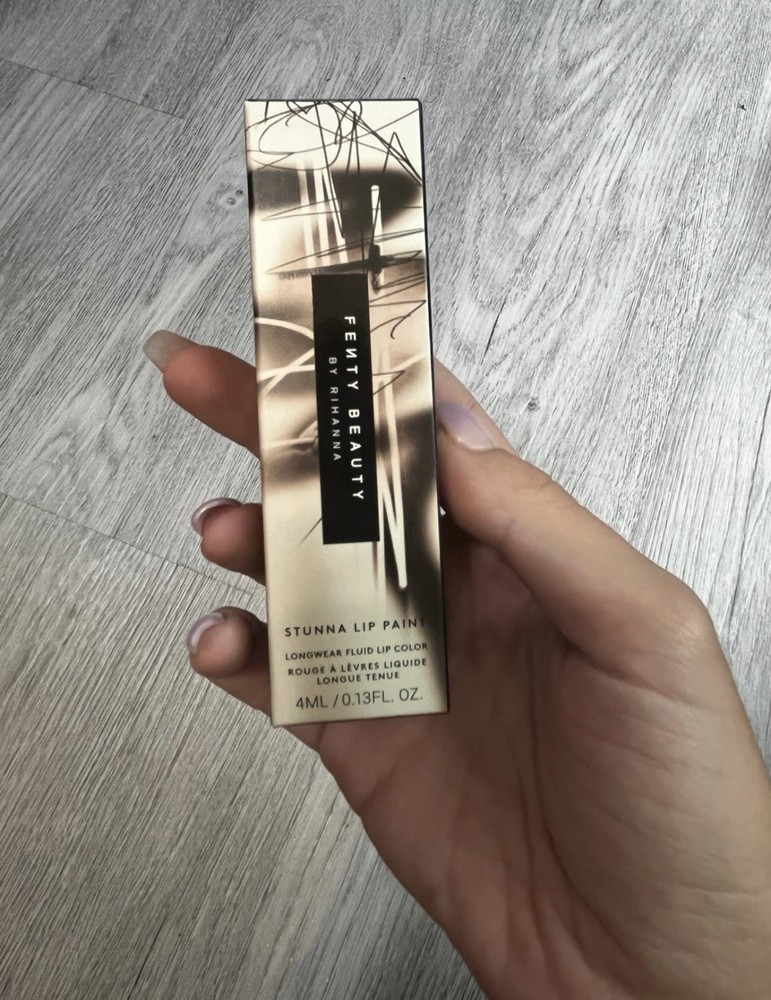 FEИTY BEAUTY
BY RIHANNA
STUNNA LIP PAINT
LONGWEAR FLUID LIP COLOR
ROUGE À LÈVRES LIQUIDE
LONGUE TENUE
4ML / 0.13FL. OZ.